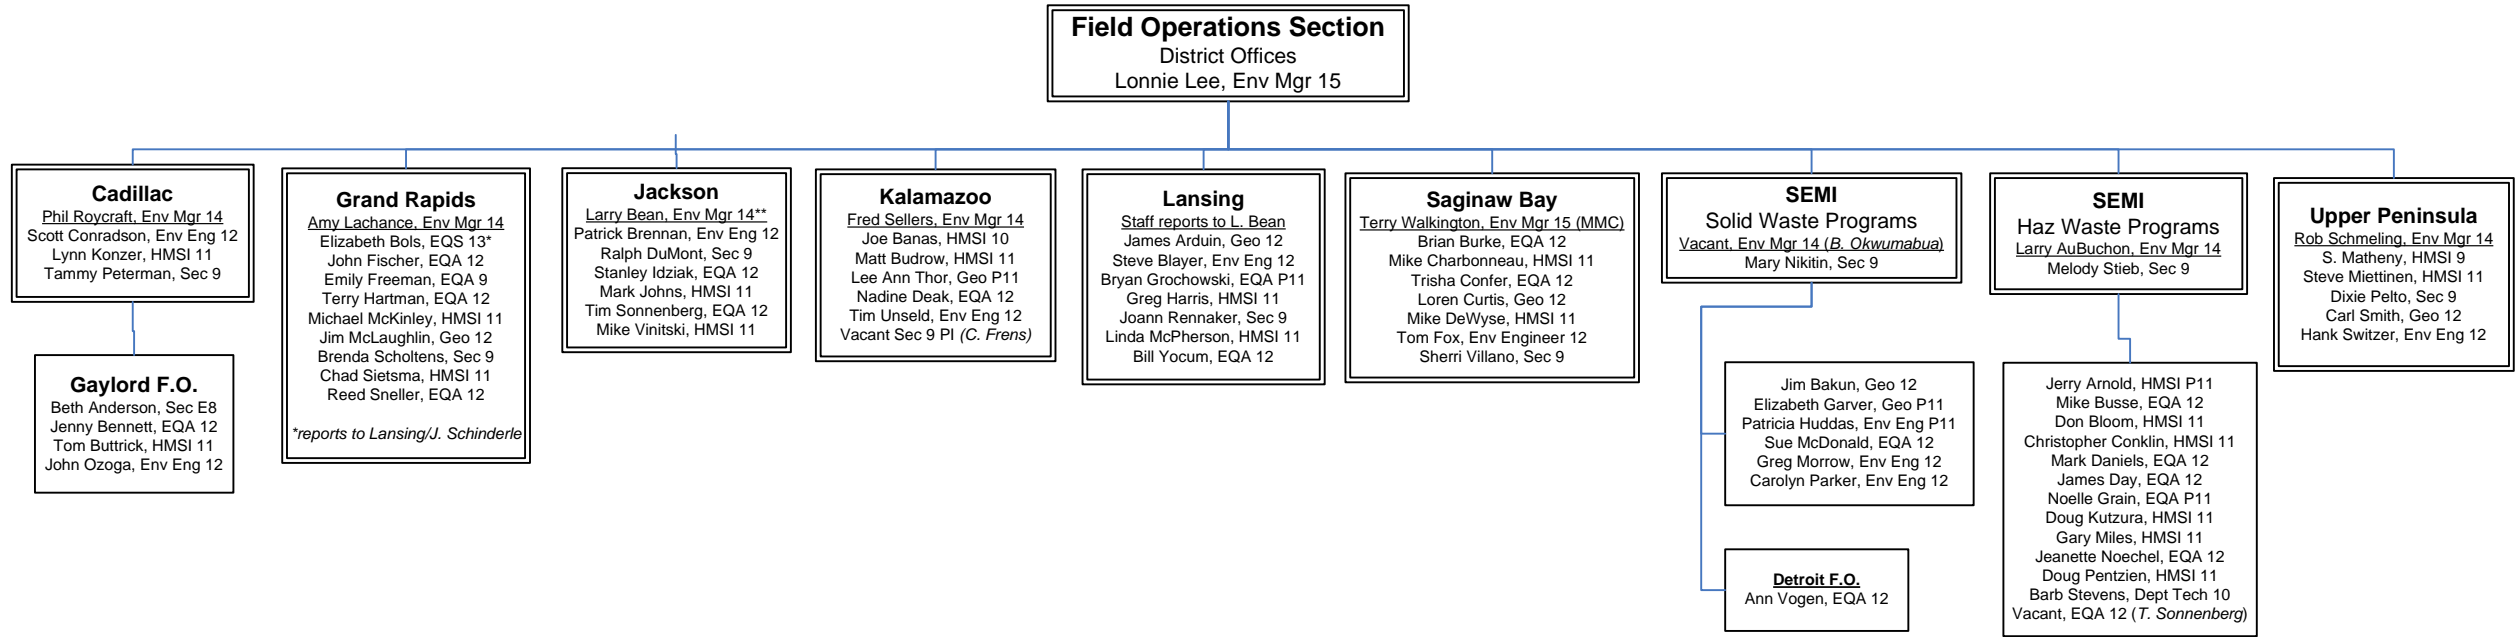 Field Operations Section
District Offices
Lonnie Lee, Env Mgr 15
Cadillac
Phil Roycraft, Env Mgr 14
Scott Conradson, Env Eng 12
Lynn Konzer, HMSI 11
Tammy Peterman, Sec 9
Gaylord F.O.
Beth Anderson, Sec E8
Jenny Bennett, EQA 12
Tom Buttrick, HMSI 11
John Ozoga, Env Eng 12
Grand Rapids
Amy Lachance, Env Mgr 14
Elizabeth Bols, EQS 13*
John Fischer, EQA 12
Emily Freeman, EQA 9
Terry Hartman, EQA 12
Michael McKinley, HMSI 11
Jim McLaughlin, Geo 12
Brenda Scholtens, Sec 9
Chad Sietsma, HMSI 11
Reed Sneller, EQA 12
*reports to Lansing/J. Schinderle
Jackson
Larry Bean, Env Mgr 14**
Patrick Brennan, Env Eng 12
Ralph DuMont, Sec 9
Stanley Idziak, EQA 12
Mark Johns, HMSI 11
Tim Sonnenberg, EQA 12
Mike Vinitski, HMSI 11
Kalamazoo
Fred Sellers, Env Mgr 14
Joe Banas, HMSI 10
Matt Budrow, HMSI 11
Lee Ann Thor, Geo P11
Nadine Deak, EQA 12
Tim Unseld, Env Eng 12
Vacant Sec 9 PI (C. Frens)
Lansing
Staff reports to L. Bean
James Arduin, Geo 12
Steve Blayer, Env Eng 12
Bryan Grochowski, EQA P11
Greg Harris, HMSI 11
Joann Rennaker, Sec 9
Linda McPherson, HMSI 11
Bill Yocum, EQA 12
Saginaw Bay
Terry Walkington, Env Mgr 15 (MMC)
Brian Burke, EQA 12
Mike Charbonneau, HMSI 11
Trisha Confer, EQA 12
Loren Curtis, Geo 12
Mike DeWyse, HMSI 11
Tom Fox, Env Engineer 12
Sherri Villano, Sec 9
SEMI
Solid Waste Programs
Vacant, Env Mgr 14 (B. Okwumabua)
Mary Nikitin, Sec 9
Jim Bakun, Geo 12
Elizabeth Garver, Geo P11
Patricia Huddas, Env Eng P11
Sue McDonald, EQA 12
Greg Morrow, Env Eng 12
Carolyn Parker, Env Eng 12
Detroit F.O.
Ann Vogen, EQA 12
SEMI
Haz Waste Programs
Larry AuBuchon, Env Mgr 14
Melody Stieb, Sec 9
Jerry Arnold, HMSI P11
Mike Busse, EQA 12
Don Bloom, HMSI 11
Christopher Conklin, HMSI 11
Mark Daniels, EQA 12
James Day, EQA 12
Noelle Grain, EQA P11
Doug Kutzura, HMSI 11
Gary Miles, HMSI 11
Jeanette Noechel, EQA 12
Doug Pentzien, HMSI 11
Barb Stevens, Dept Tech 10
Vacant, EQA 12 (T. Sonnenberg)
Upper Peninsula
Rob Schmeling, Env Mgr 14
S. Matheny, HMSI 9
Steve Miettinen, HMSI 11
Dixie Pelto, Sec 9
Carl Smith, Geo 12
Hank Switzer, Env Eng 12